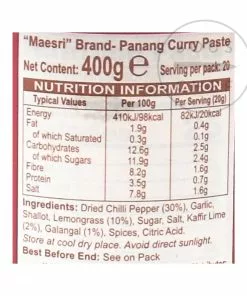 "Maesri" Brand- Panang Curry Paste
Net Content: 400g e Serving per pack: 20
NUTRITION INFORMATION
Typical Values Per 100g Per Serving (20g)
Energy 410kJ/98kcal 82kJ/20kcal
Fat 1.9g 0.4g
of which Saturated 0.3g 0.1g
Carbohydrates 12.6g 2.5g
of which Sugars 11.9g 2.4g
Fibre 8.2g 1.6g
Protein 3.5g 0.7g
Salt 7.8g 1.6g
Ingredients: Dried Chilli Pepper (30%), Garlic,
Shallot, Lemongrass (10%), Sugar, Salt, Kaffir Lime
(2%), Galangal (1%), Spices, Citric Acid.
Store at cool dry place. Avoid direct sunlight.
Best Before End: See on Pack